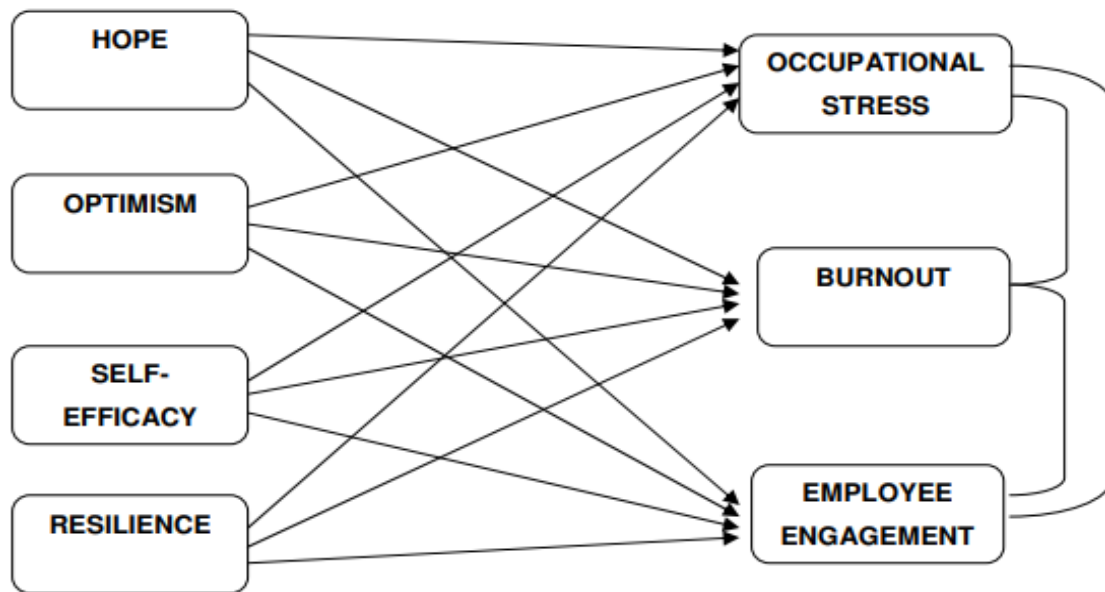 HOPE
OPTIMISM
SELF-
EFFICACY
RESILIENCE
OCCUPATIONAL
STRESS
BURNOUT
EMPLOYEE
ENGAGEMENT